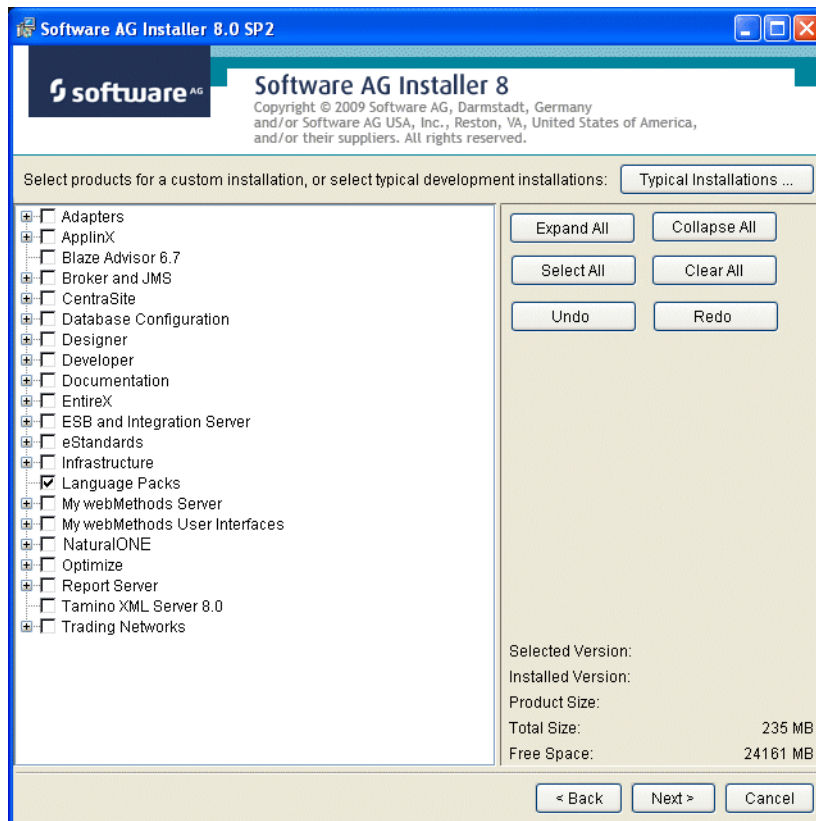 Software AG Installer 8.0 SP2
software AG
Software AG Installer 8
Copyright © 2009 Software AG, Darmstadt, Germany
and/or Software AG USA, Inc., Reston, VA, United States of America,
and/or their suppliers. All rights reserved.
Select products for a custom installation, or select typical development installations: Typical Installations ...
Adapters
ApplinX
Blaze Advisor 6.7
Broker and JMS
CentraSite
Database Configuration
Designer
Developer
Documentation
EntireX
ESB and Integration Server
eStandards
Infrastructure
Language Packs
My webMethods Server
My webMethods User Interfaces
NaturalONE
Optimize
Report Server
Tamino XML Server 8.0
Trading Networks
Expand All Collapse All
Select All Clear All
Undo Redo
Selected Version:
Installed Version:
Product Size:
Total Size: 235 MB
Free Space: 24161 MB
< Back Next > Cancel